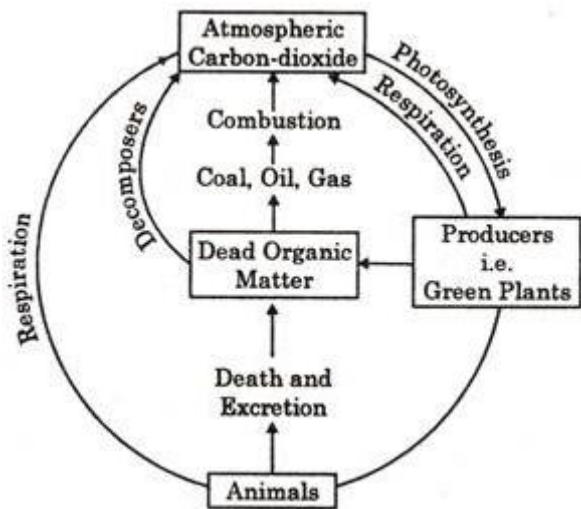 Atmospheric
Carbon-dioxide
Photosynthesis
Respiration
Combustion
Decomposers
Coal, Oil, Gas
Respiration
Dead Organic
Matter
Producers
i.e.
Green Plants
Death and
Excretion
Animals